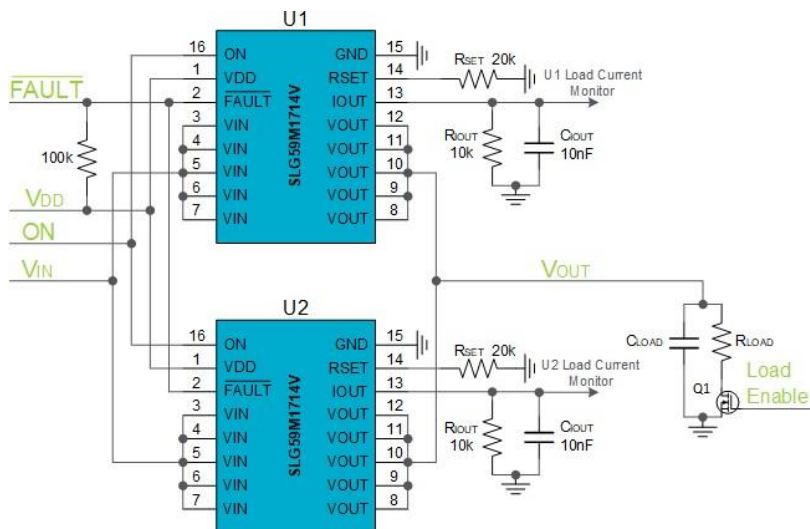 U1
16 ON GND 15
1 VDD RSET 14
2 FAULT IOUT 13
3 VIN VOUT 12
4 VIN VOUT 11
5 VIN VOUT 10
6 VIN VOUT 9
7 VIN VOUT 8
SLG59M1714V
RSET 20k
U1 Load Current
Monitor
RIOUT
10k
CIOUT
10nF
FAULT
100k
VDD
ON
VIN
VOUT
CLOAD
RLOAD
Q1
Load
Enable
U2
16 ON GND 15
1 VDD RSET 14
2 FAULT IOUT 13
3 VIN VOUT 12
4 VIN VOUT 11
5 VIN VOUT 10
6 VIN VOUT 9
7 VIN VOUT 8
SLG59M1714V
RSET 20k
U2 Load Current
Monitor
RIOUT
10k
CIOUT
10nF